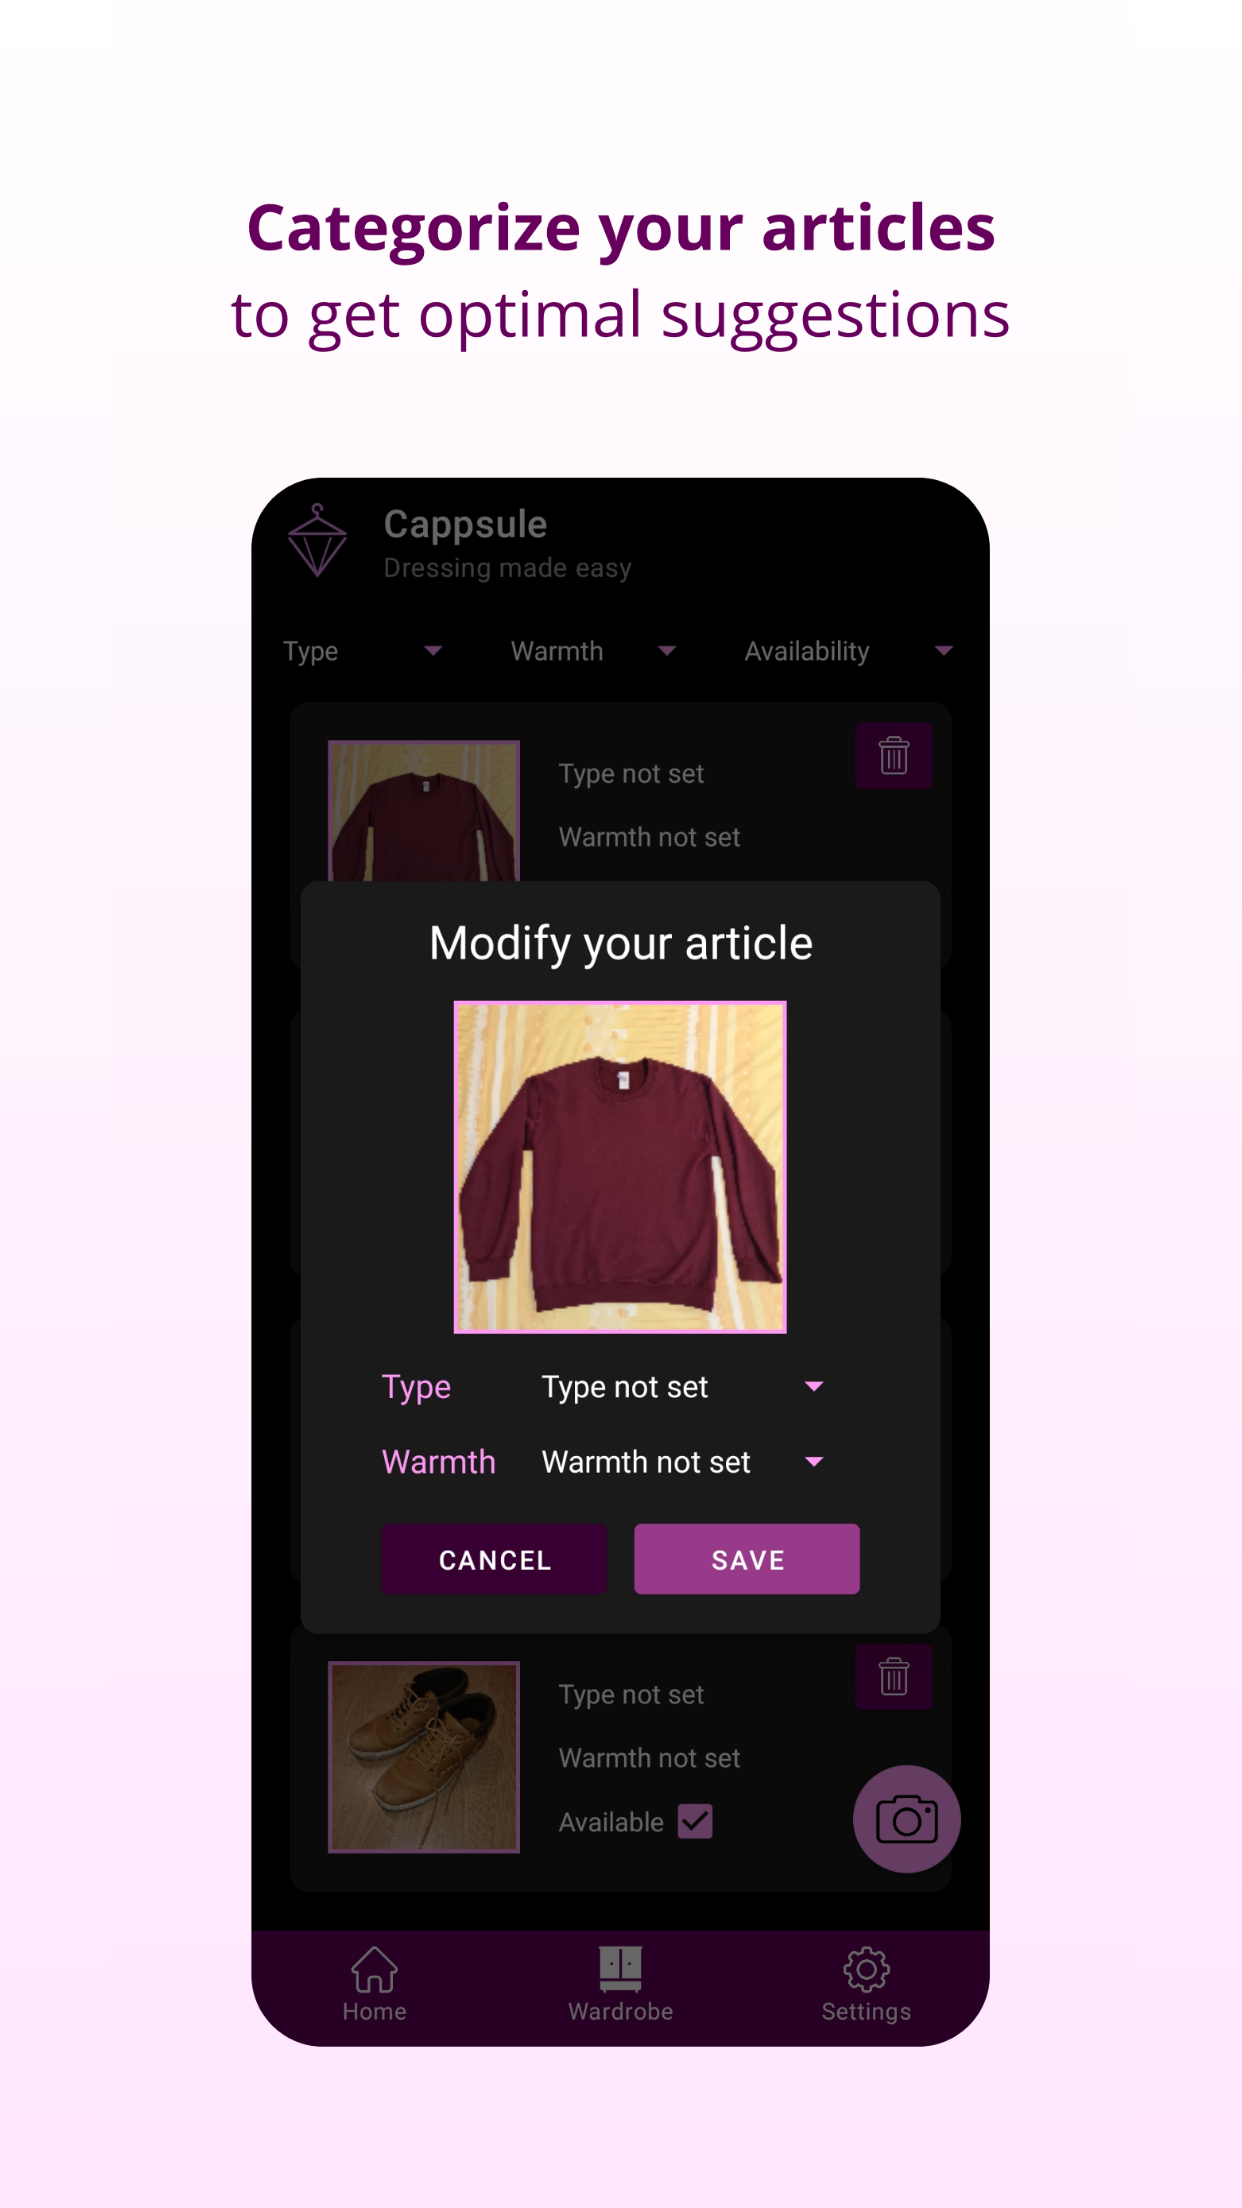 Categorize your articles
to get optimal suggestions
Cappsule
Dressing made easy
Type
Warmth
Availability
Type not set
Warmth not set
Modify your article
Type
Type not set
Warmth
Warmth not set
CANCEL
SAVE
Type not set
Warmth not set
Available
Home
Wardrobe
Settings